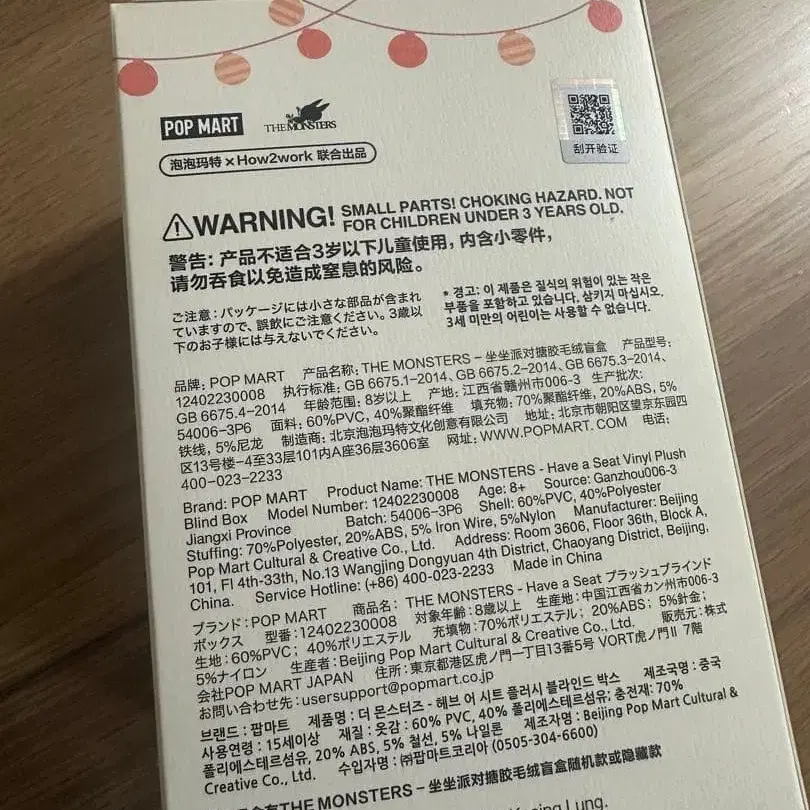 POP MART
THE MONSTERS
泡泡玛特 × How2work 联合出品
刮开验证
WARNING! SMALL PARTS! CHOKING HAZARD. NOT
FOR CHILDREN UNDER 3 YEARS OLD.
警告: 产品不适合3岁以下儿童使用, 内含小零件,
请勿吞食以免造成窒息的风险。
ご注意:パッケージには小さな部品が含まれ
ていますので、誤飲にご注意ください。3歳以
下のお子様には与えないでください。
* 경고: 이 제품은 질식의 위험이 있는 작은
부품을 포함하고 있습니다. 삼키지 마십시오.
3세 미만의 어린이는 사용할 수 없습니다.
品牌: POP MART 产品名称: THE MONSTERS – 坐坐派对搪胶毛绒盲盒 产品型号:
12402230008 执行标准: GB 6675.1-2014、GB 6675.2-2014、GB 6675.3-2014、
GB 6675.4-2014 年龄范围: 8岁以上 产地: 江西省赣州市006-3 生产批次:
54006-3P6 面料: 60%PVC, 40%聚酯纤维 填充物: 70%聚酯纤维, 20%ABS, 5%
铁线, 5%尼龙 制造商: 北京泡泡玛特文化创意有限公司 地址: 北京市朝阳区望京东园四
区13号楼-4至33层101内A座36层3606室 网址: WWW.POPMART.COM 电话:
400-023-2233
Brand: POP MART Product Name: THE MONSTERS - Have a Seat Vinyl Plush
Blind Box Model Number: 12402230008 Age: 8+ Source: Ganzhou006-3
Jiangxi Province Batch: 54006-3P6 Shell: 60%PVC, 40%Polyester
Stuffing: 70%Polyester, 20%ABS, 5% Iron Wire, 5%Nylon Manufacturer: Beijing
Pop Mart Cultural & Creative Co., Ltd. Address: Room 3606, Floor 36th, Block A,
101, Fl 4th-33th, No.13 Wangjing Dongyuan 4th District, Chaoyang District, Beijing,
China. Service Hotline: (+86) 400-023-2233 Made in China
ブランド:POP MART 商品名: THE MONSTERS - Have a Seat プラッシュブラインド
ボックス 型番:12402230008 対象年齢:8歳以上 生産地:中国江西省カン州市006-3
生地:60%PVC; 40%ポリエステル 充填物:70%ポリエステル; 20%ABS; 5%針金;
5%ナイロン 生産者:Beijing Pop Mart Cultural & Creative Co., Ltd. 販売元:株式
会社POP MART JAPAN 住所:東京都港区虎ノ門一丁目13番5号 VORT虎ノ門II 7階
お問い合わせ先:usersupport@popmart.co.jp
브랜드 : 팝마트 제품명 : 더 몬스터즈 - 헤브 어 시트 플러시 블라인드 박스 제조국명 : 중국
사용연령 : 15세이상 재질 : 옷감 : 60% PVC, 40% 폴리에스테르섬유; 충전재: 70%
폴리에스테르섬유, 20% ABS, 5% 철선, 5% 나일론 제조자명 : Beijing Pop Mart Cultural &
Creative Co., Ltd. 수입자명 : ㈜팝마트코리아 (0505-304-6600)
THE MONSTERS – 坐坐派对搪胶毛绒盲盒随机款或隐藏款
Lung.